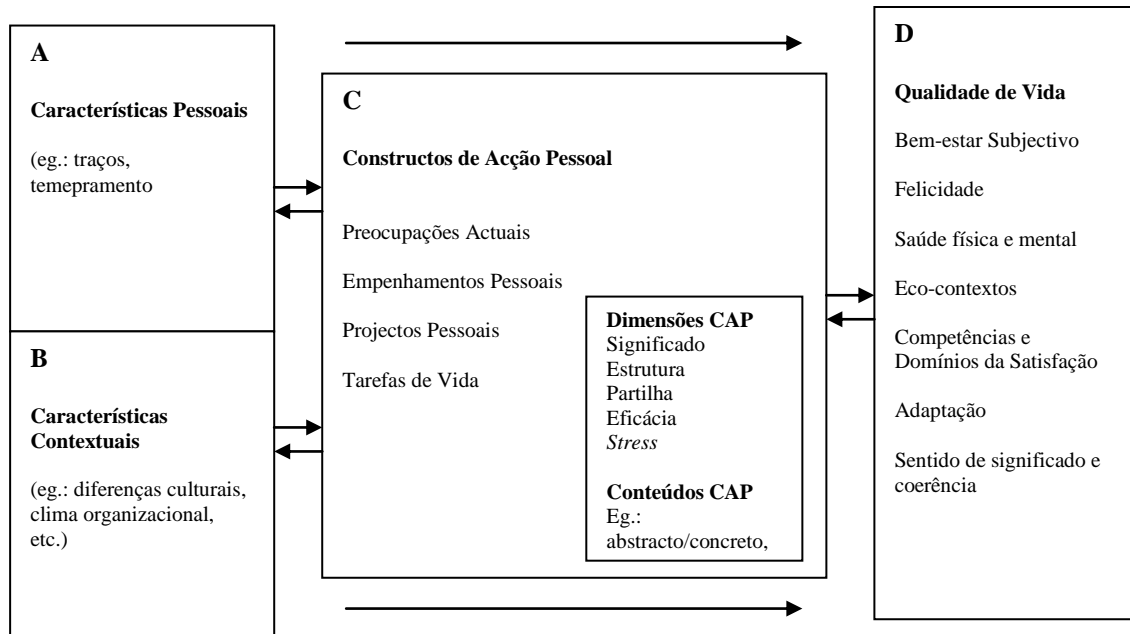 A
Características Pessoais
(eg.: traços,
temepramento
B
Características
Contextuais
(eg.: diferenças culturais,
clima organizacional,
etc.)
C
Constructos de Acção Pessoal
Preocupações Actuais
Empenhamentos Pessoais
Projectos Pessoais
Tarefas de Vida
Dimensões CAP
Significado
Estrutura
Partilha
Eficácia
Stress
Conteúdos CAP
Eg.:
abstracto/concreto,
D
Qualidade de Vida
Bem-estar Subjectivo
Felicidade
Saúde física e mental
Eco-contextos
Competências e
Domínios da Satisfação
Adaptação
Sentido de significado e
coerência